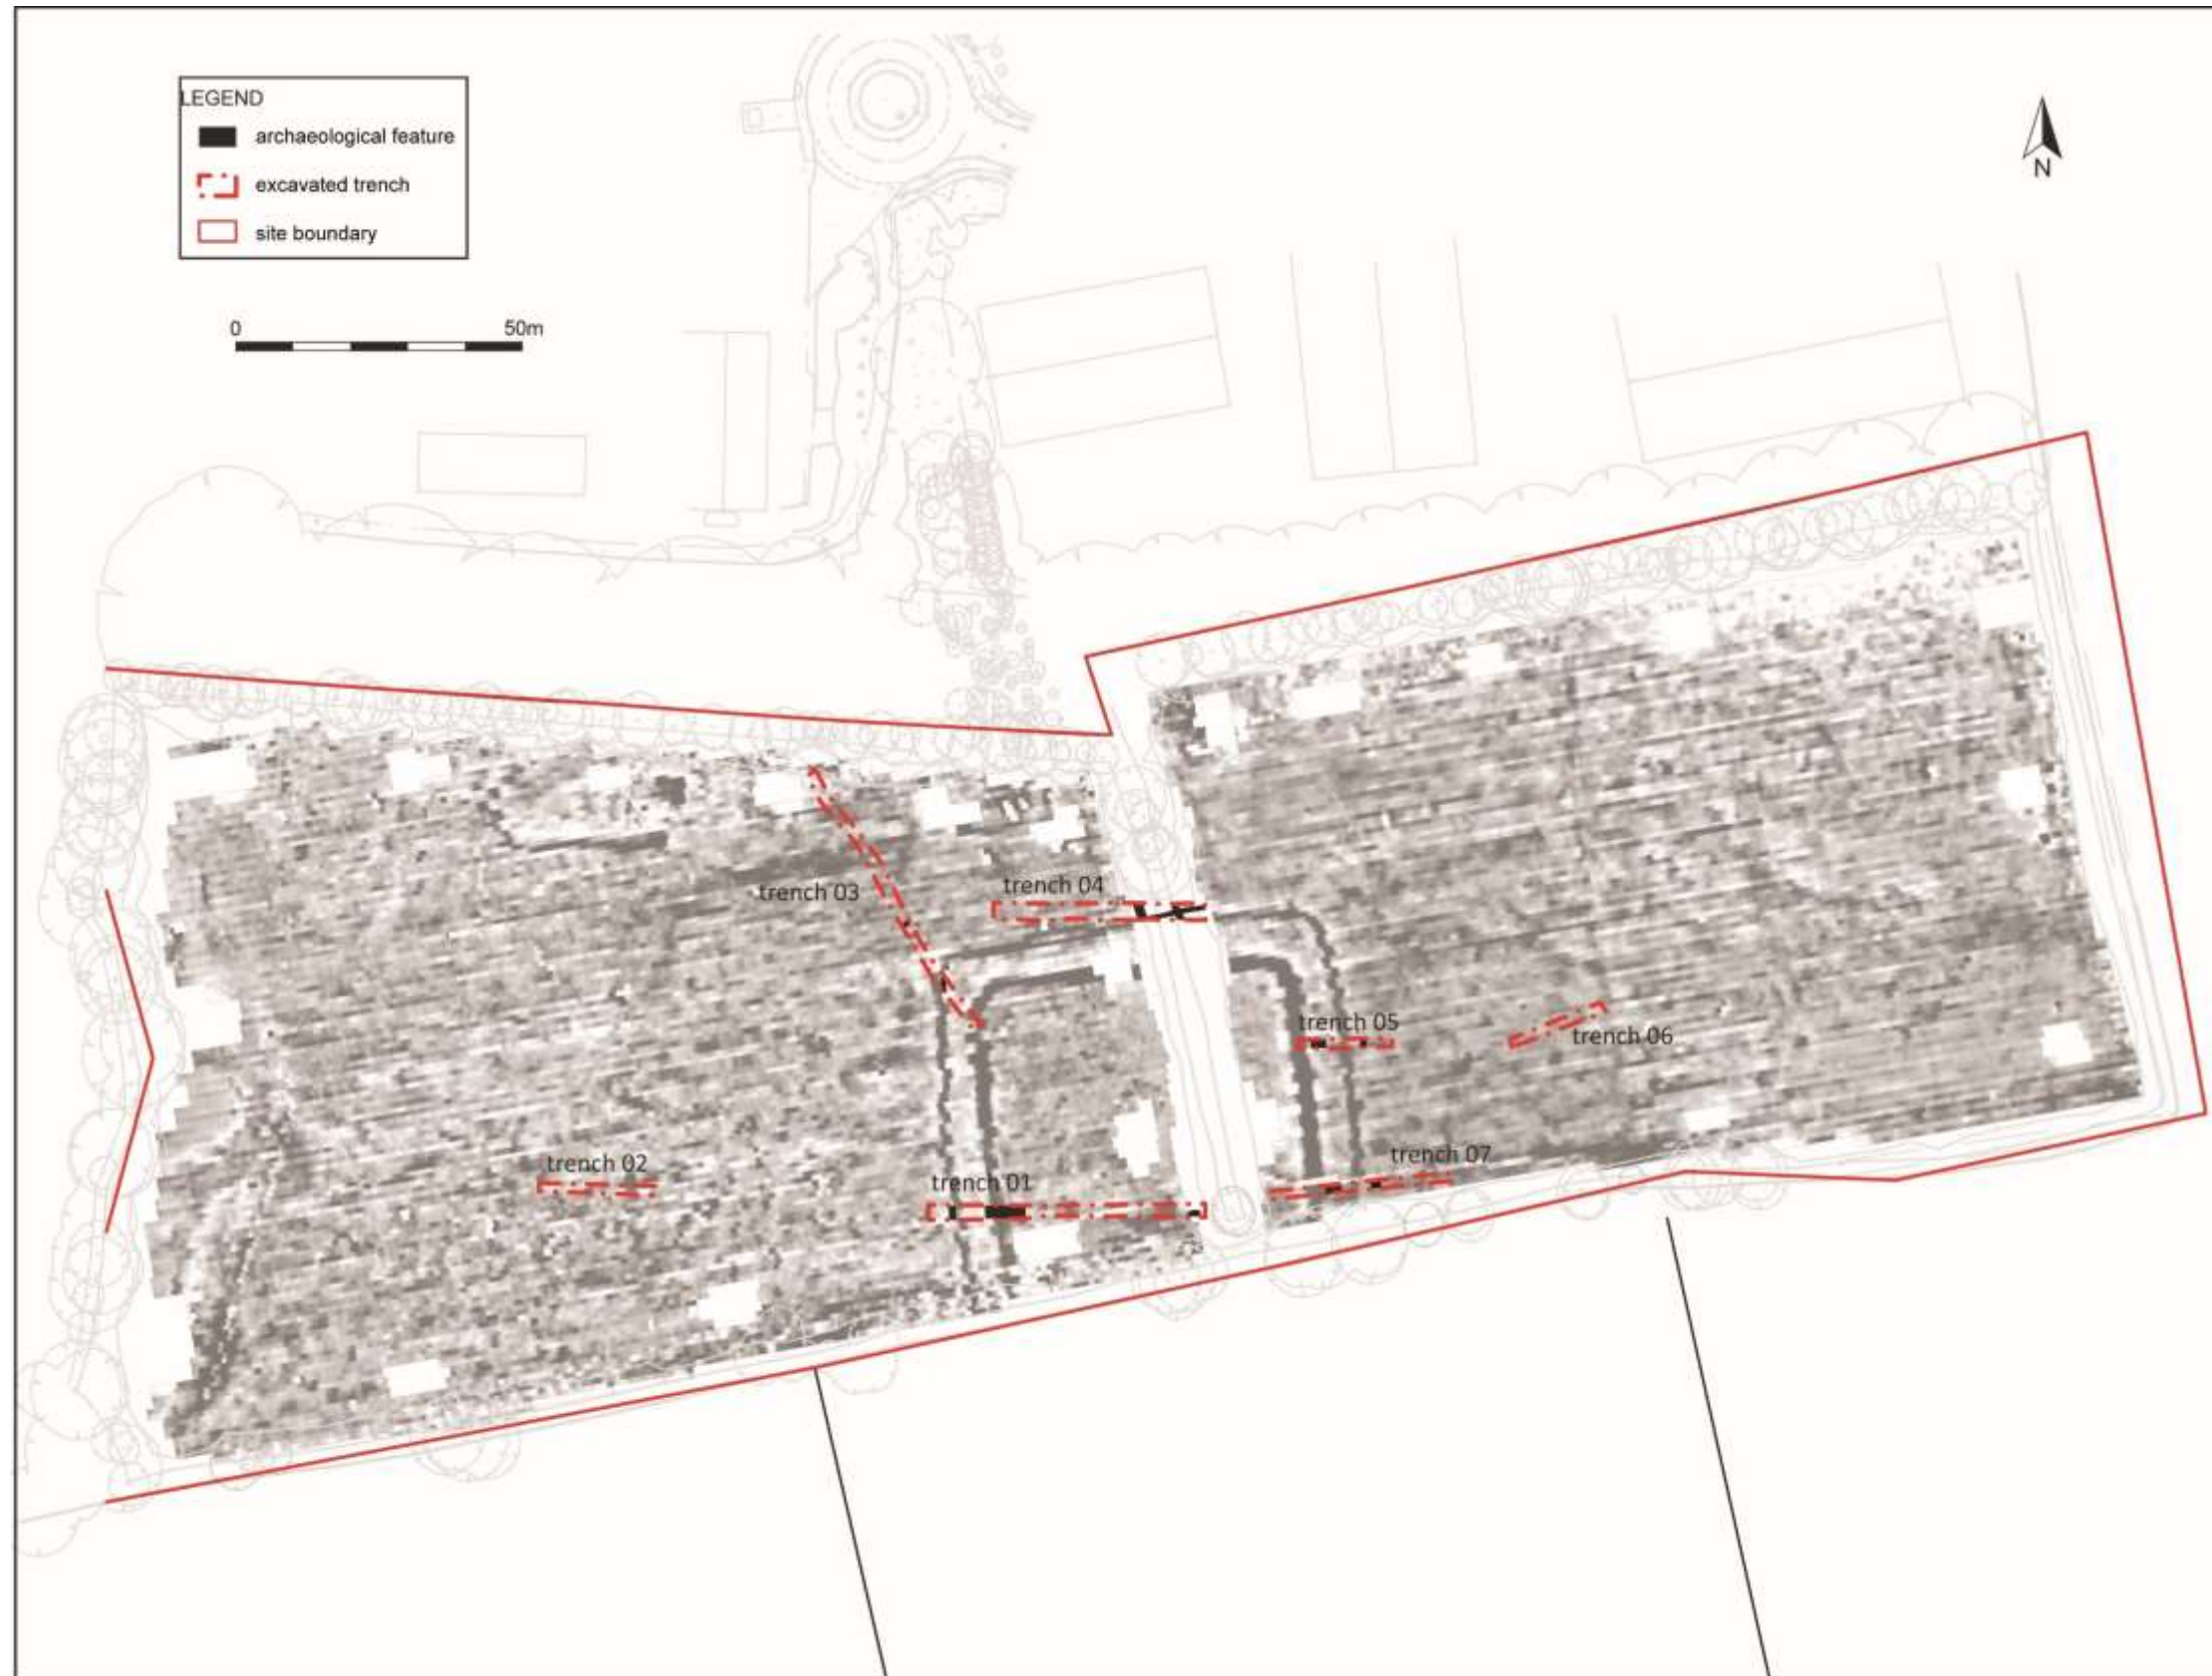 LEGEND
archaeological feature
excavated trench
site boundary
0 50m
N
trench 03
trench 04
trench 05
trench 06
trench 02
trench 01
trench 07